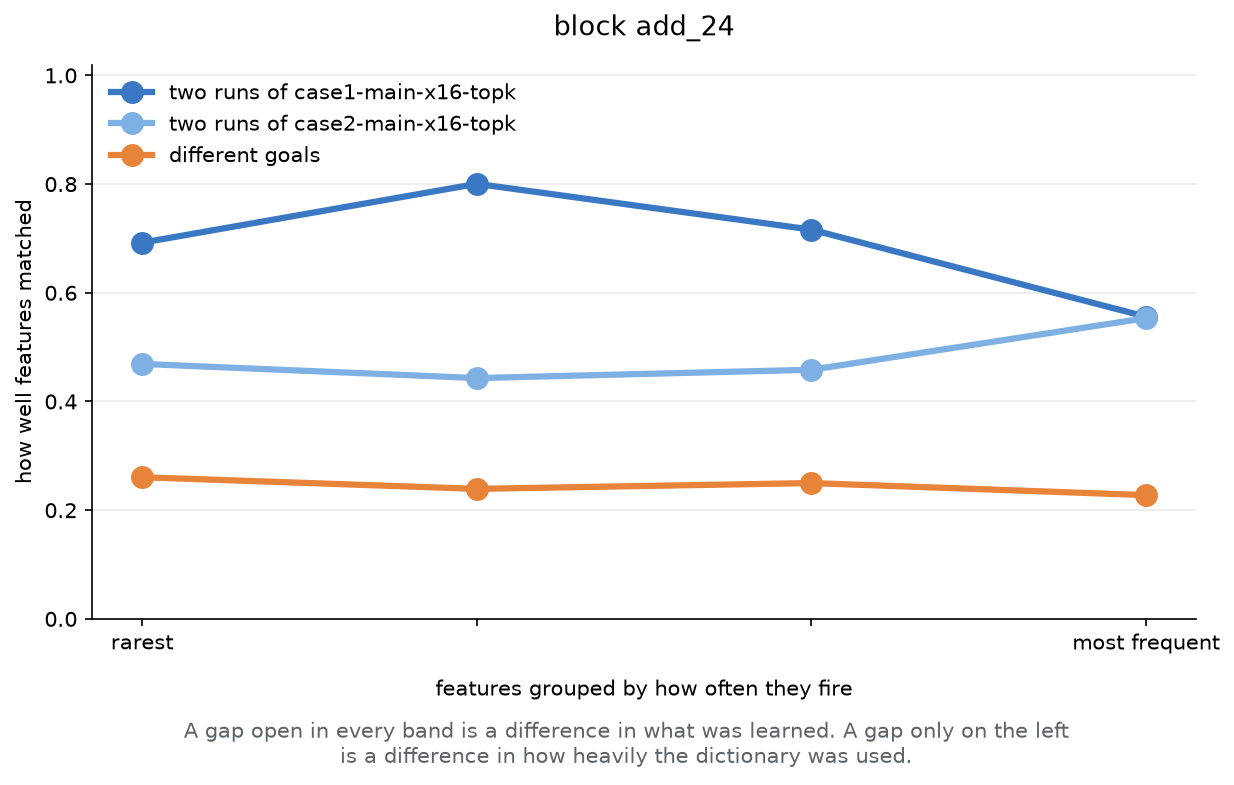 block add_24
1.0
0.8
0.6
0.4
0.2
0.0
how well features matched
two runs of case1-main-x16-topk
two runs of case2-main-x16-topk
different goals
rarest
most frequent
features grouped by how often they fire
A gap open in every band is a difference in what was learned. A gap only on the left
is a difference in how heavily the dictionary was used.